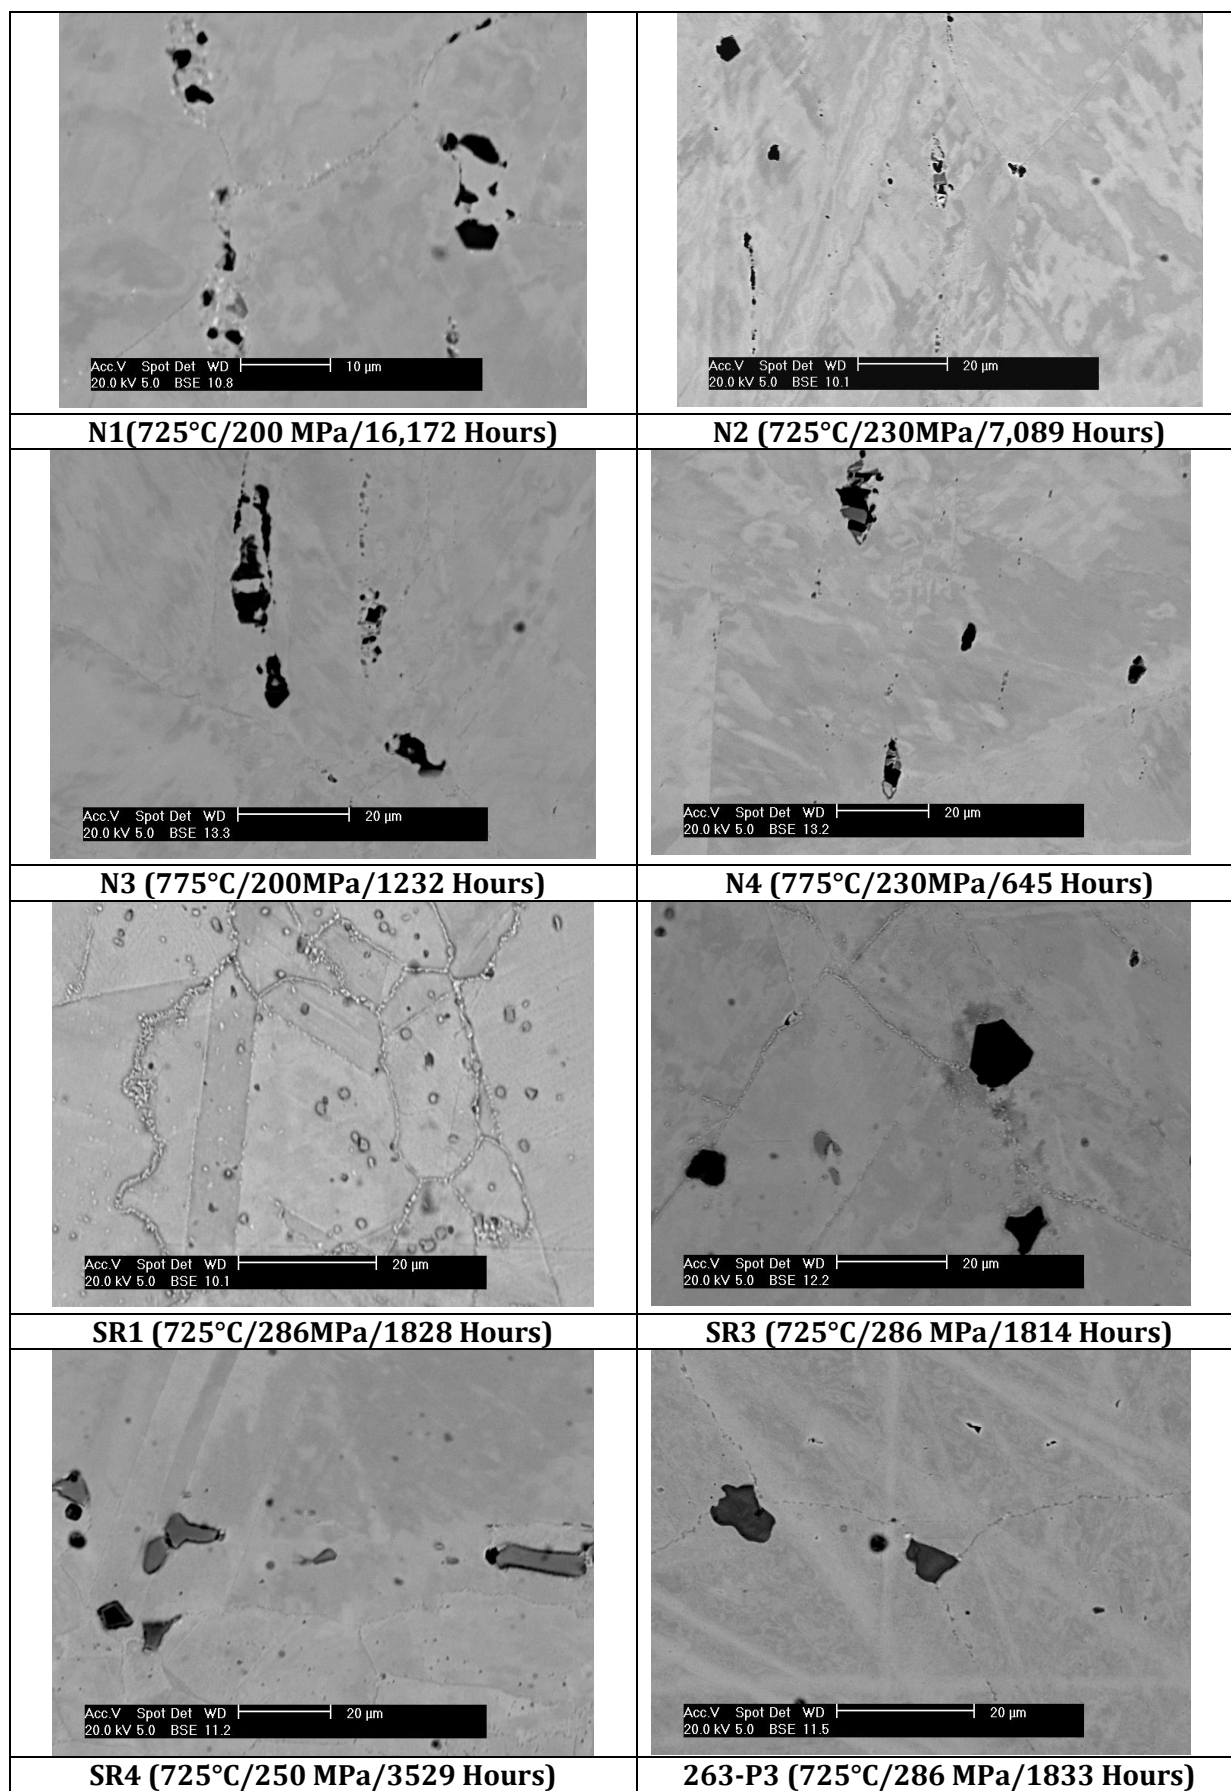 Acc.V Spot Det WD 10 µm
20.0 kV 5.0 BSE 10.8
Acc.V Spot Det WD 20 µm
20.0 kV 5.0 BSE 10.1
N1(725°C/200 MPa/16,172 Hours)
N2 (725°C/230MPa/7,089 Hours)
Acc.V Spot Det WD 20 µm
20.0 kV 5.0 BSE 13.3
Acc.V Spot Det WD 20 µm
20.0 kV 5.0 BSE 13.2
N3 (775°C/200MPa/1232 Hours)
N4 (775°C/230MPa/645 Hours)
Acc.V Spot Det WD 20 µm
20.0 kV 5.0 BSE 10.1
Acc.V Spot Det WD 20 µm
20.0 kV 5.0 BSE 12.2
SR1 (725°C/286MPa/1828 Hours)
SR3 (725°C/286 MPa/1814 Hours)
Acc.V Spot Det WD 20 µm
20.0 kV 5.0 BSE 11.2
Acc.V Spot Det WD 20 µm
20.0 kV 5.0 BSE 11.5
SR4 (725°C/250 MPa/3529 Hours)
263-P3 (725°C/286 MPa/1833 Hours)